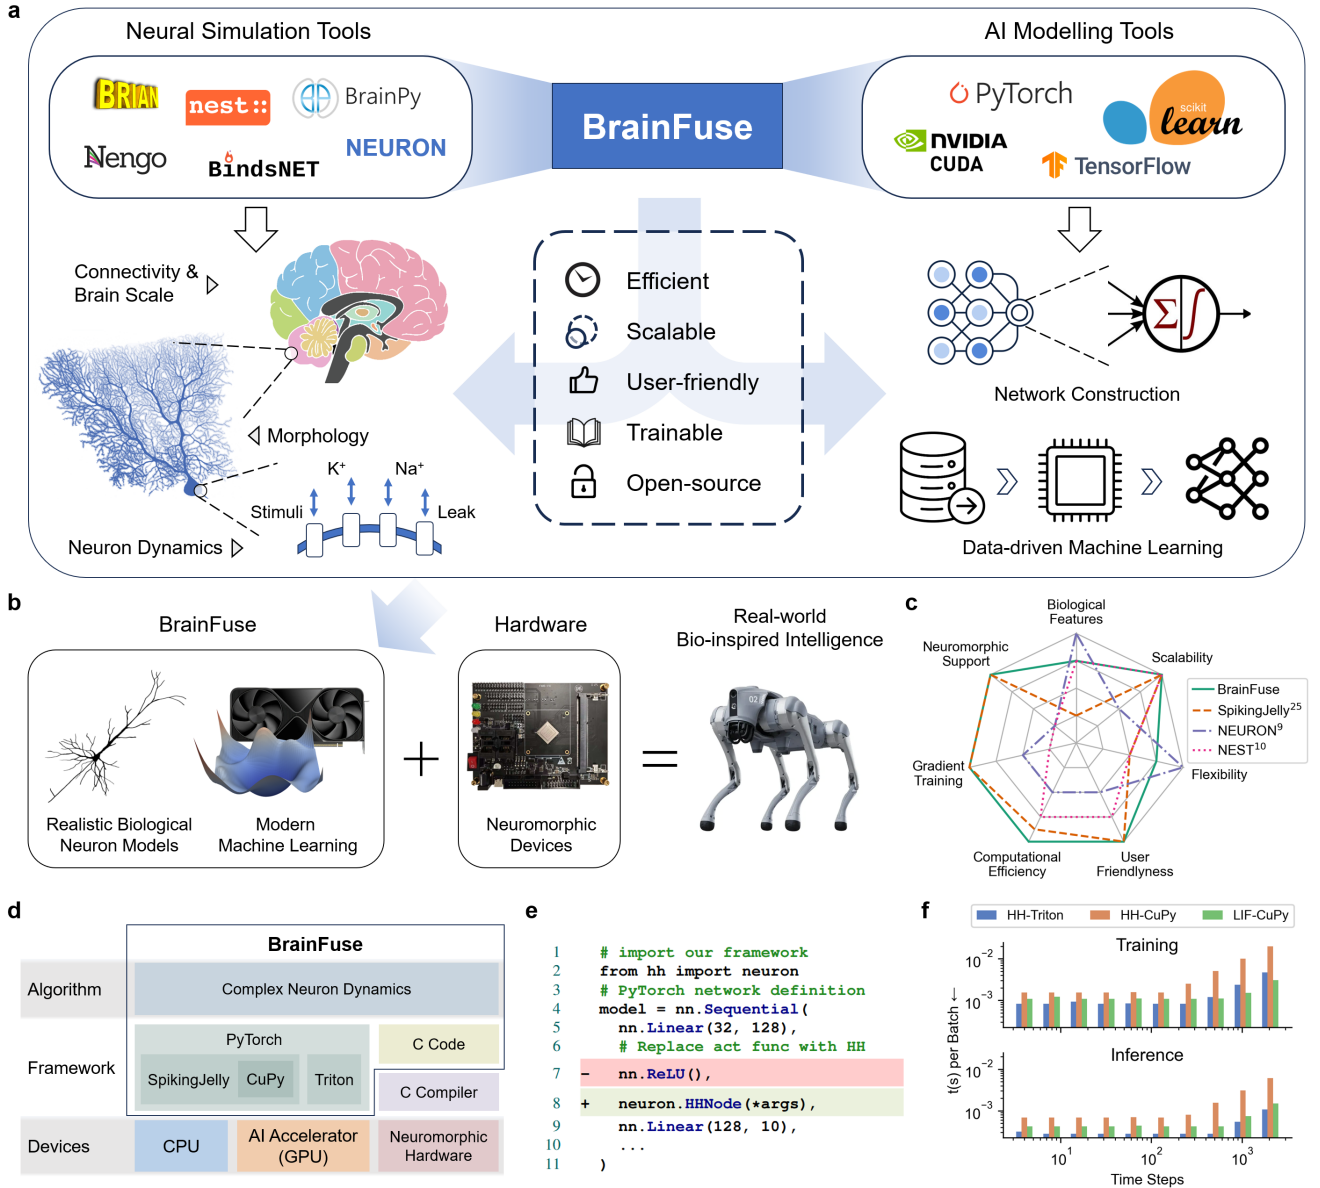 a
Neural Simulation Tools
AI Modelling Tools
BRIAN
nest::
BrainPy
Nengo
BindsNET
NEURON
BrainFuse
PyTorch
scikit
learn
NVIDIA
CUDA
TensorFlow
Connectivity &
Brain Scale
Morphology
K+
Na+
Stimuli
Leak
Neuron Dynamics
Efficient
Scalable
User-friendly
Trainable
Open-source
Σ
∫
Network Construction
Data-driven Machine Learning
b
BrainFuse
Hardware
Real-world
Bio-inspired Intelligence
Realistic Biological
Neuron Models
Modern
Machine Learning
+
Neuromorphic
Devices
=
02
c
Biological
Features
Neuromorphic
Support
Scalability
Gradient
Training
Flexibility
Computational
Efficiency
User
Friendlyness
BrainFuse
SpikingJelly25
NEURON9
NEST10
d
BrainFuse
Algorithm
Complex Neuron Dynamics
Framework
PyTorch
SpikingJelly
CuPy
Triton
C Code
C Compiler
Devices
CPU
AI Accelerator
(GPU)
Neuromorphic
Hardware
e
1 # import our framework
2 from hh import neuron
3 # PyTorch network definition
4 model = nn.Sequential(
5 nn.Linear(32, 128),
6 # Replace act func with HH
7 - nn.ReLU(),
8 + neuron.HHNode(*args),
9 nn.Linear(128, 10),
10 ...
11 )
f
HH-Triton HH-CuPy LIF-CuPy
Training
10−2
10−3
Inference
10−2
10−3
t(s) per Batch ←
101 102 103
Time Steps